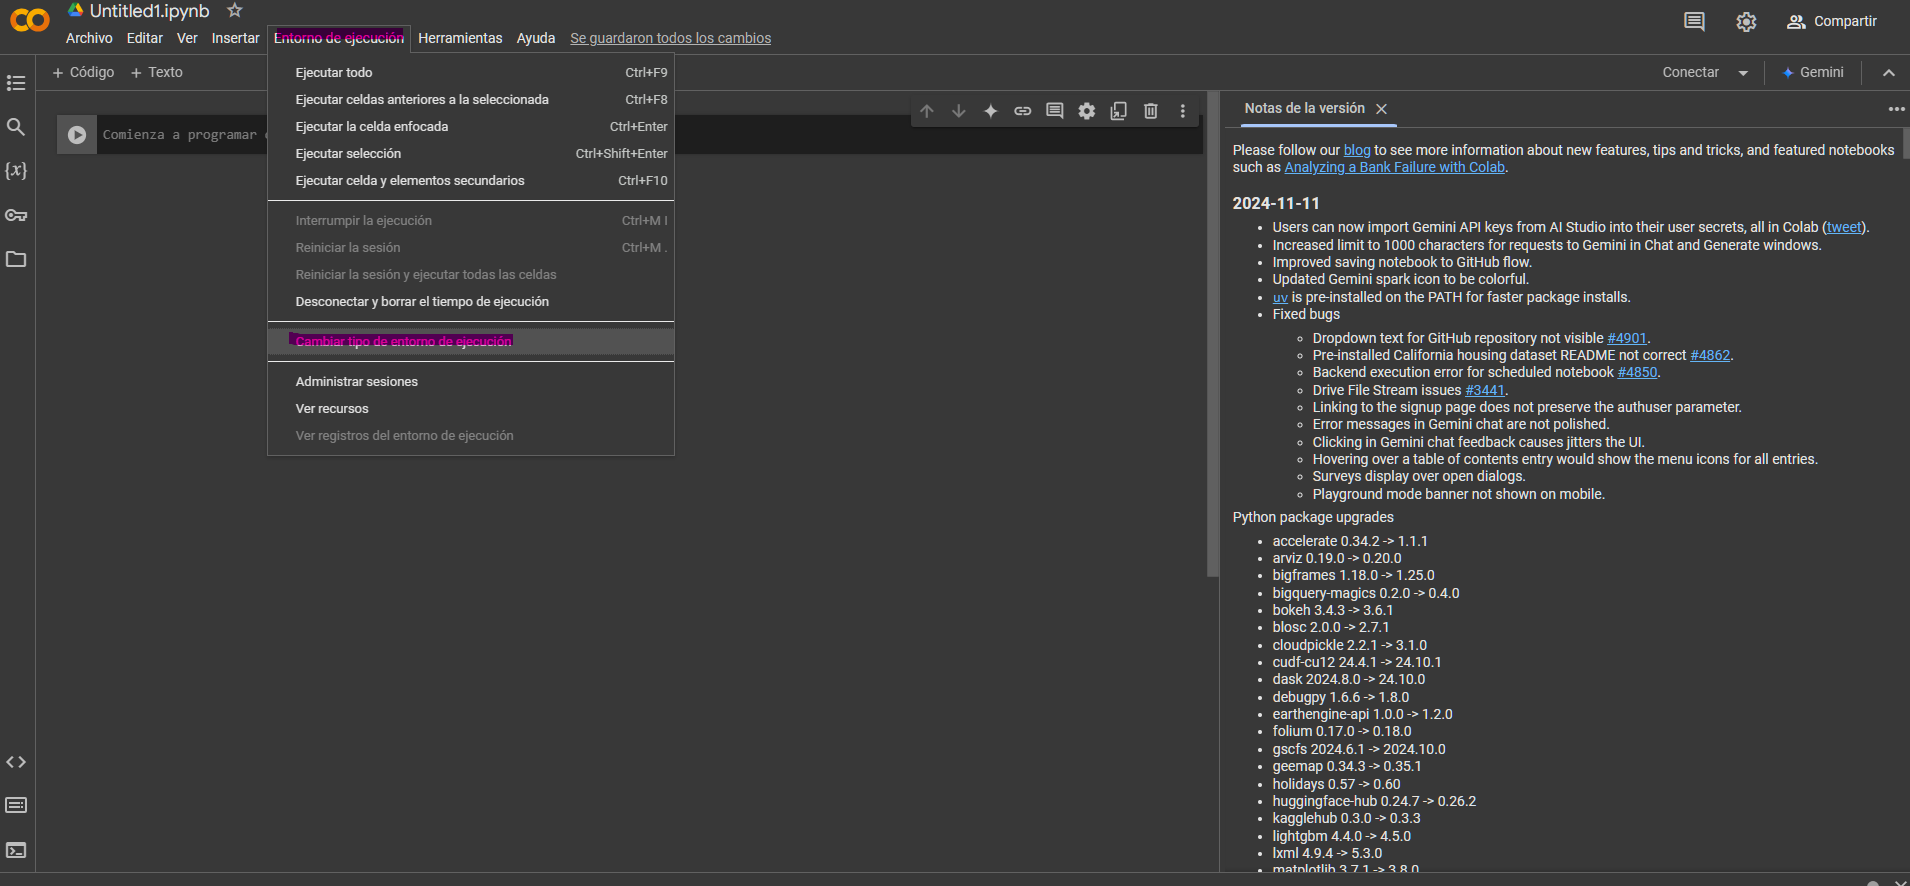 Untitled1.ipynb
Archivo Editar Ver Insertar Entorno de ejecución Herramientas Ayuda Se guardaron todos los cambios
Compartir
+ Código + Texto
Conectar
Gemini
Ejecutar todo Ctrl+F9
Ejecutar celdas anteriores a la seleccionada Ctrl+F8
Ejecutar la celda enfocada Ctrl+Enter
Ejecutar selección Ctrl+Shift+Enter
Ejecutar celda y elementos secundarios Ctrl+F10
Interrumpir la ejecución Ctrl+M I
Reiniciar la sesión Ctrl+M .
Reiniciar la sesión y ejecutar todas las celdas
Desconectar y borrar el tiempo de ejecución
Cambiar tipo de entorno de ejecución
Administrar sesiones
Ver recursos
Ver registros del entorno de ejecución
Comienza a programar
Notas de la versión
Please follow our blog to see more information about new features, tips and tricks, and featured notebooks
such as Analyzing a Bank Failure with Colab.
2024-11-11
• Users can now import Gemini API keys from AI Studio into their user secrets, all in Colab (tweet).
• Increased limit to 1000 characters for requests to Gemini in Chat and Generate windows.
• Improved saving notebook to GitHub flow.
• Updated Gemini spark icon to be colorful.
• uv is pre-installed on the PATH for faster package installs.
• Fixed bugs
◦ Dropdown text for GitHub repository not visible #4901.
◦ Pre-installed California housing dataset README not correct #4862.
◦ Backend execution error for scheduled notebook #4850.
◦ Drive File Stream issues #3441.
◦ Linking to the signup page does not preserve the authuser parameter.
◦ Error messages in Gemini chat are not polished.
◦ Clicking in Gemini chat feedback causes jitters the UI.
◦ Hovering over a table of contents entry would show the menu icons for all entries.
◦ Surveys display over open dialogs.
◦ Playground mode banner not shown on mobile.
Python package upgrades
• accelerate 0.34.2 -> 1.1.1
• arviz 0.19.0 -> 0.20.0
• bigframes 1.18.0 -> 1.25.0
• bigquery-magics 0.2.0 -> 0.4.0
• bokeh 3.4.3 -> 3.6.1
• blosc 2.0.0 -> 2.7.1
• cloudpickle 2.2.1 -> 3.1.0
• cudf-cu12 24.4.1 -> 24.10.1
• dask 2024.8.0 -> 24.10.0
• debugpy 1.6.6 -> 1.8.0
• earthengine-api 1.0.0 -> 1.2.0
• folium 0.17.0 -> 0.18.0
• gscfs 2024.6.1 -> 2024.10.0
• geemap 0.34.3 -> 0.35.1
• holidays 0.57 -> 0.60
• huggingface-hub 0.24.7 -> 0.26.2
• kagglehub 0.3.0 -> 0.3.3
• lightgbm 4.4.0 -> 4.5.0
• lxml 4.9.4 -> 5.3.0
• matplotlib 3.7.1 -> 3.8.0